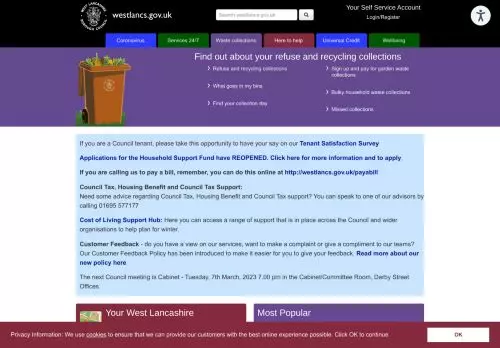 westlancs.gov.uk
Search westlancs.gov.uk
Your Self Service Account
Login/Register
Coronavirus
Services 24/7
Waste collections
Here to help
Universal Credit
Wellbeing
Find out about your refuse and recycling collections
Refuse and recycling collections
What goes in my bins
Find your collection day
Sign up and pay for garden waste
collections
Bulky household waste collections
Missed collections
If you are a Council tenant, please take this opportunity to have your say on our Tenant Satisfaction Survey
Applications for the Household Support Fund have REOPENED. Click here for more information and to apply
If you are calling us to pay a bill, remember, you can do this online at http://westlancs.gov.uk/payabill
Council Tax, Housing Benefit and Council Tax Support:
Need some advice regarding Council Tax, Housing Benefit and Council Tax support? You can speak to one of our advisors by
calling 01695 577177
Cost of Living Support Hub: Here you can access a range of support that is in place across the Council and wider
organisations to help plan for winter.
Customer Feedback - do you have a view on our services, want to make a complaint or give a compliment to our teams?
Our Customer Feedback Policy has been introduced to make it easier for you to give your feedback. Read more about our
new policy here
The next Council meeting is Cabinet - Tuesday, 7th March, 2023 7.00 pm in the Cabinet/Committee Room, Derby Street
Offices.
Your West Lancashire
Most Popular
Privacy Information: We use cookies to ensure that we can provide our customers with the best online experience possible. Click OK to continue.
OK